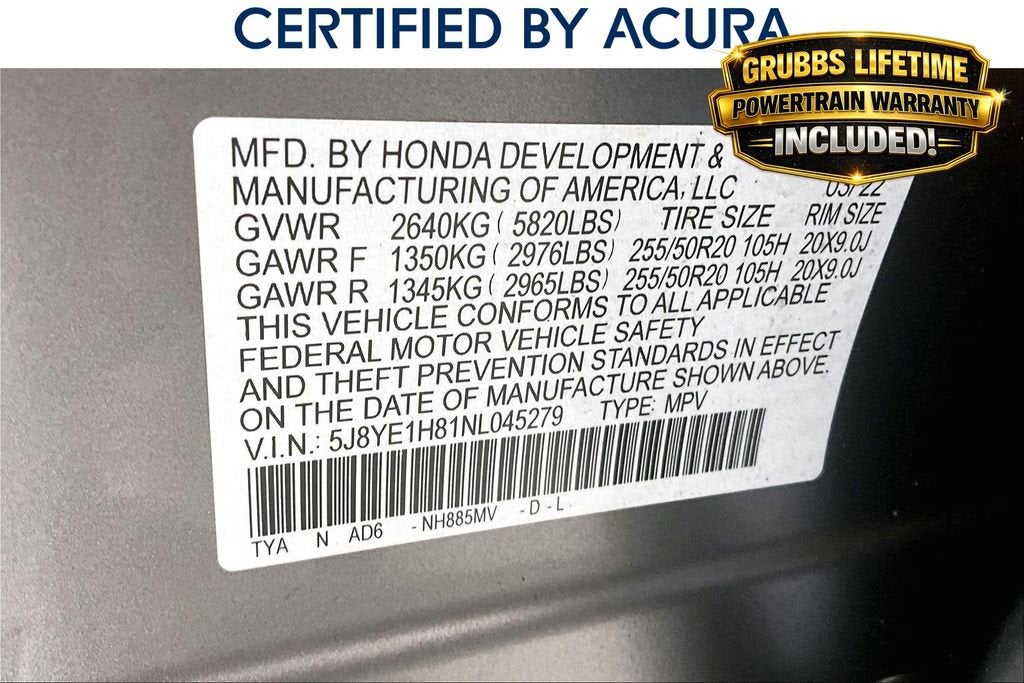 CERTIFIED BY ACURA
GRUBBS LIFETIME
POWERTRAIN WARRANTY
INCLUDED!
MFD. BY HONDA DEVELOPMENT &
MANUFACTURING OF AMERICA, LLC 03/22
GVWR 2640KG ( 5820LBS) TIRE SIZE RIM SIZE
GAWR F 1350KG ( 2976LBS) 255/50R20 105H 20X9.0J
GAWR R 1345KG ( 2965LBS) 255/50R20 105H 20X9.0J
THIS VEHICLE CONFORMS TO ALL APPLICABLE
FEDERAL MOTOR VEHICLE SAFETY
AND THEFT PREVENTION STANDARDS IN EFFECT
ON THE DATE OF MANUFACTURE SHOWN ABOVE.
V.I.N.: 5J8YE1H81NL045279 TYPE: MPV
TYA N AD6 - NH885MV - D - L